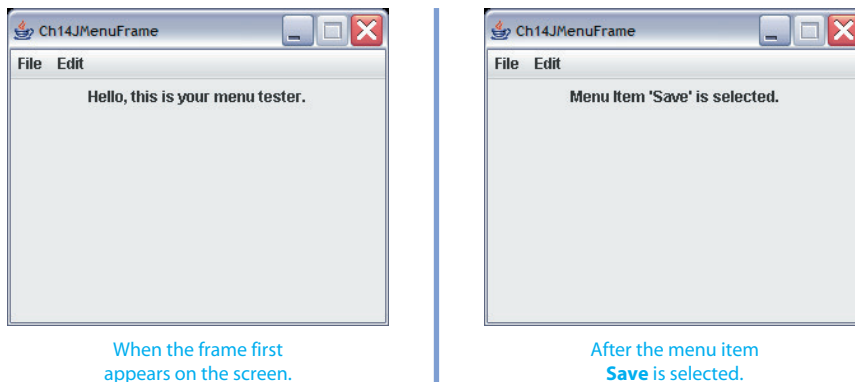 Ch14JMenuFrame
File Edit
Hello, this is your menu tester.
When the frame first
appears on the screen.
Ch14JMenuFrame
File Edit
Menu Item 'Save' is selected.
After the menu item
Save is selected.